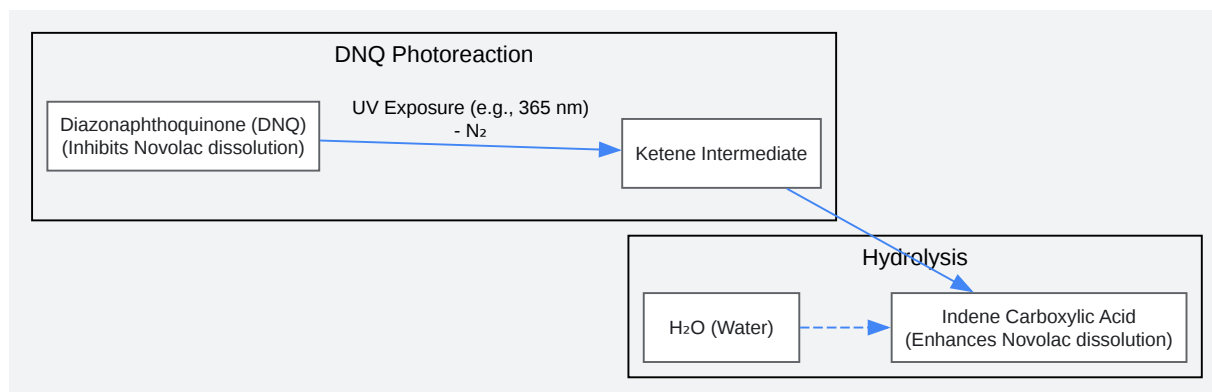 DNQ Photoreaction
Diazonaphthoquinone (DNQ)
(Inhibits Novolac dissolution)
UV Exposure (e.g., 365 nm)
- N₂
Ketene Intermediate
Hydrolysis
H₂O (Water)
Indene Carboxylic Acid
(Enhances Novolac dissolution)